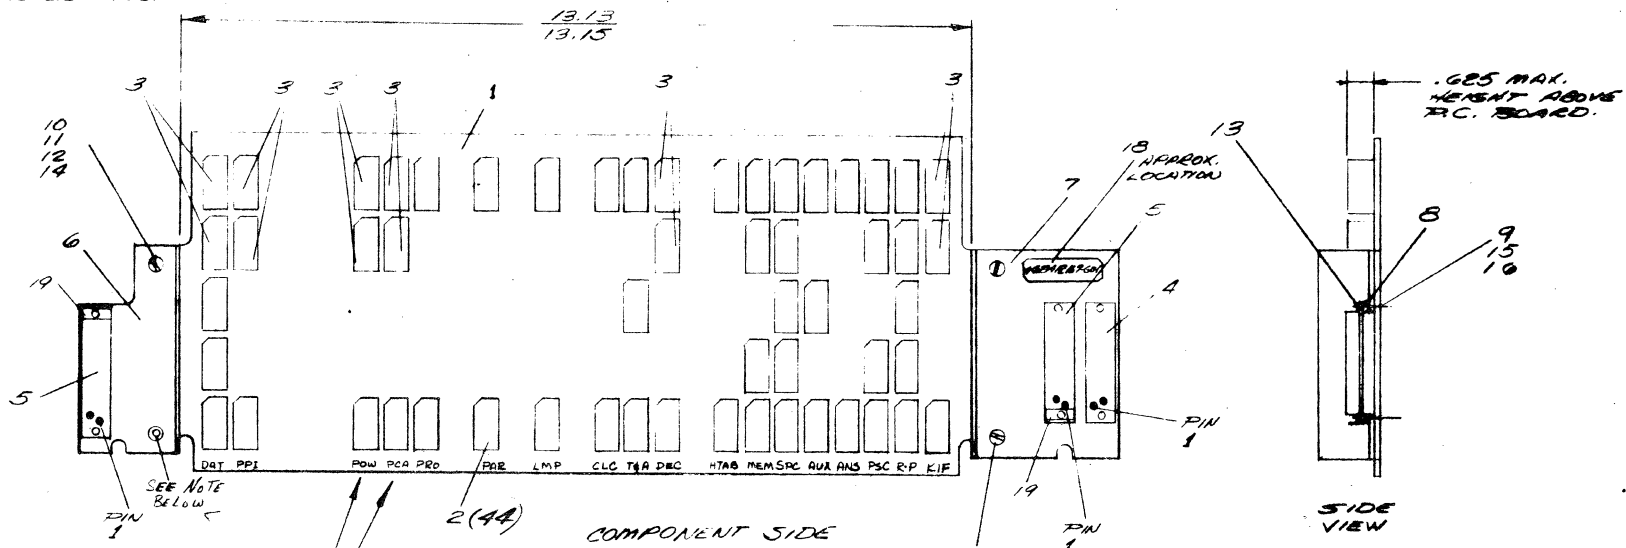 13.13
13.15
3
3
3
3
1
3
3
.625 MAX.
HEIGHT ABOVE
P.C. BOARD.
10
11
12
14
13
18
APPROX.
LOCATION
7
5
6
19
8
9
15
16
4
5
PIN
1
DAT PPI POW PCA PRO PAR LMP CLC T&A DEC HTAB MEM SPC AUX ANS PSC R·P KIF
SEE NOTE
BELOW
PIN
1
2(44)
COMPONENT SIDE
19
PIN
1
SIDE
VIEW